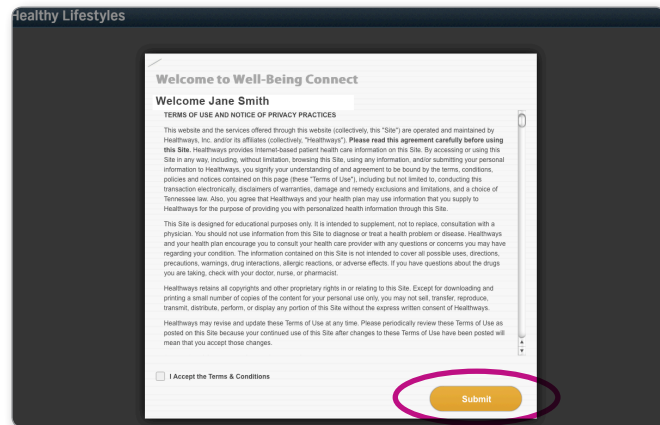 Healthy Lifestyles
Welcome to Well-Being Connect
Welcome Jane Smith
TERMS OF USE AND NOTICE OF PRIVACY PRACTICES
This website and the services offered through this website (collectively, this "Site") are operated and maintained by
Healthways, Inc. and/or its affiliates (collectively, "Healthways"). Please read this agreement carefully before using
this Site. Healthways provides Internet-based patient health care information on this Site. By accessing or using this
Site in any way, including, without limitation, browsing this Site, using any information, and/or submitting your personal
information to Healthways, you signify your understanding of and agreement to be bound by the terms, conditions,
policies and notices contained on this page (these "Terms of Use"), including but not limited to, conducting this
transaction electronically, disclaimers of warranties, damage and remedy exclusions and limitations, and a choice of
Tennessee law. Also, you agree that Healthways and your health plan may use information that you supply to
Healthways for the purpose of providing you with personalized health information through this Site.
This Site is designed for educational purposes only. It is intended to supplement, not to replace, consultation with a
physician. You should not use information from this Site to diagnose or treat a health problem or disease. Healthways
and your health plan encourage you to consult your health care provider with any questions or concerns you may have
regarding your condition. The information contained on this Site is not intended to cover all possible uses, directions,
precautions, warnings, drug interactions, allergic reactions, or adverse effects. If you have questions about the drugs
you are taking, check with your doctor, nurse, or pharmacist.
Healthways retains all copyrights and other proprietary rights in or relating to this Site. Except for downloading and
printing a small number of copies of the content for your personal use only, you may not sell, transfer, reproduce,
transmit, distribute, perform, or display any portion of this Site without the express written consent of Healthways.
Healthways may revise and update these Terms of Use at any time. Please periodically review these Terms of Use as
posted on this Site because your continued use of this Site after changes to these Terms of Use have been posted will
mean that you accept those changes.
I Accept the Terms & Conditions
Submit